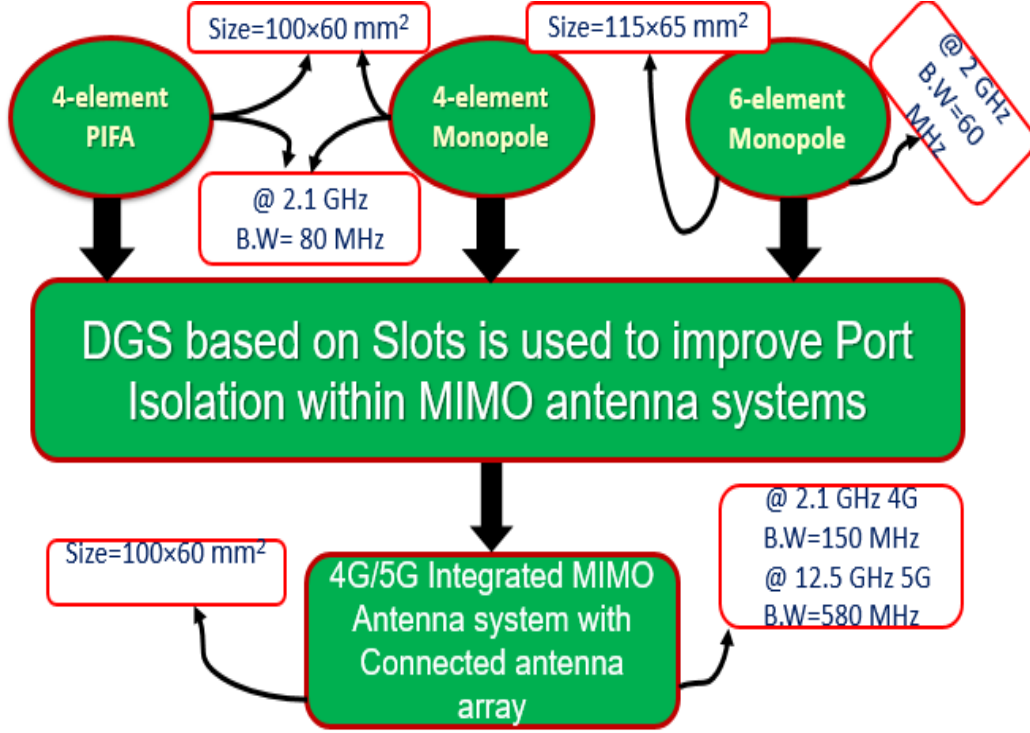 Size=100×60 mm²
Size=115×65 mm²
@ 2 GHz
B.W=60
MHz
4-element
PIFA
4-element
Monopole
6-element
Monopole
@ 2.1 GHz
B.W= 80 MHz
DGS based on Slots is used to improve Port
Isolation within MIMO antenna systems
Size=100×60 mm²
4G/5G Integrated MIMO
Antenna system with
Connected antenna
array
@ 2.1 GHz 4G
B.W=150 MHz
@ 12.5 GHz 5G
B.W=580 MHz